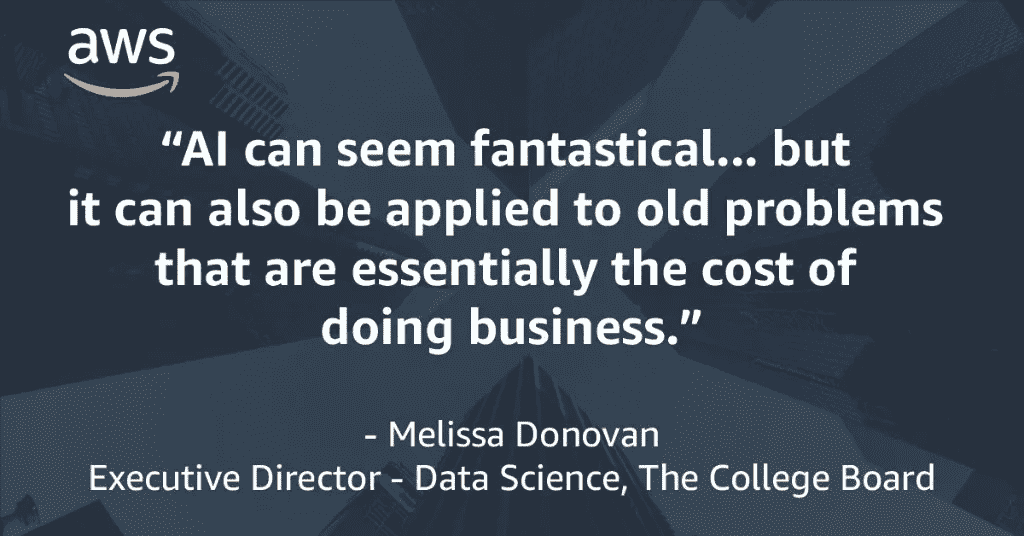 aws
“AI can seem fantastical... but
it can also be applied to old problems
that are essentially the cost of
doing business.”
- Melissa Donovan
Executive Director - Data Science, The College Board